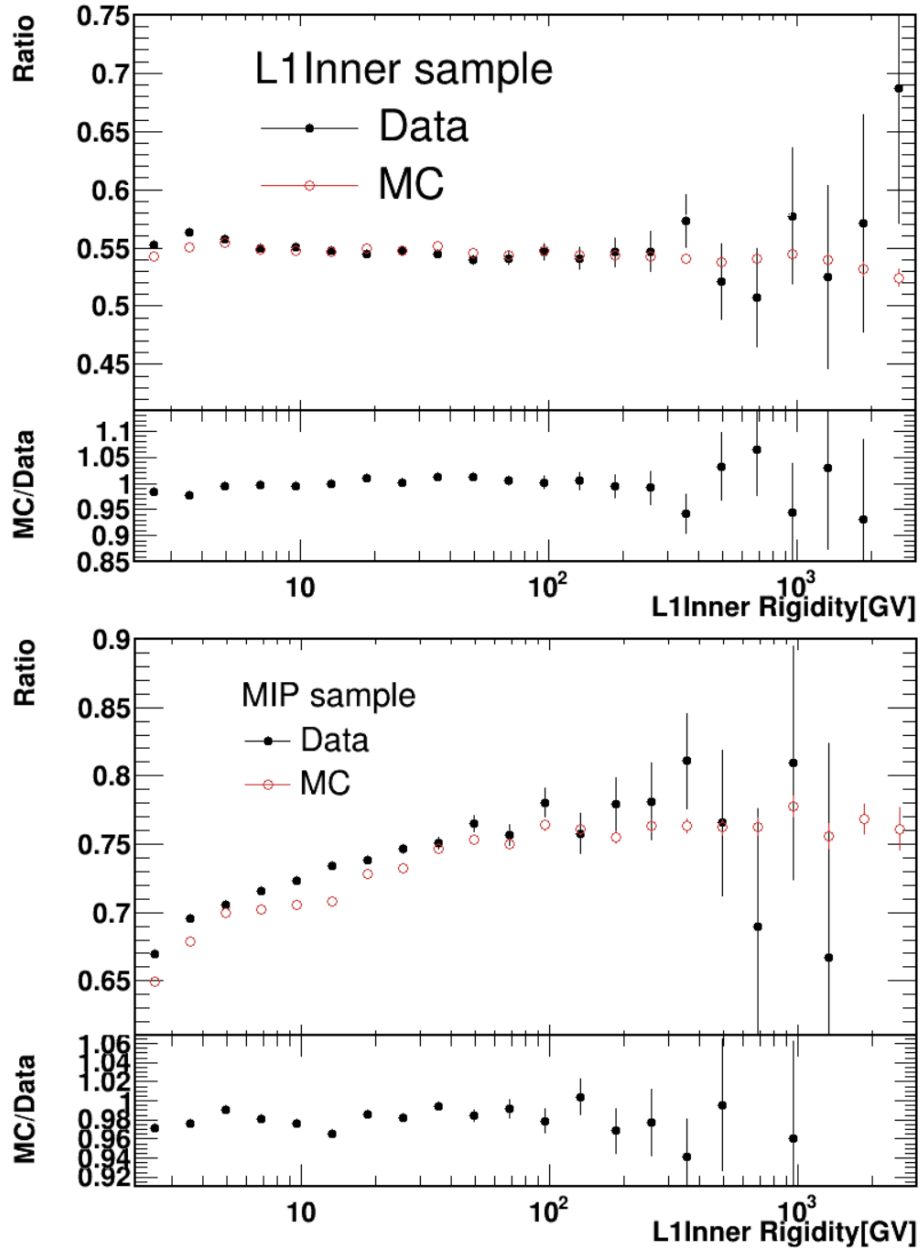 Ratio
0.75
0.7
0.65
0.6
0.55
0.5
0.45
L1Inner sample
Data
MC
MC/Data
1.1
1.05
1
0.95
0.9
0.85
10
10²
10³
L1Inner Rigidity[GV]
Ratio
0.9
0.85
0.8
0.75
0.7
0.65
MIP sample
Data
MC
MC/Data
1.06
1.04
1.02
1
0.98
0.96
0.94
0.92
10
10²
10³
L1Inner Rigidity[GV]